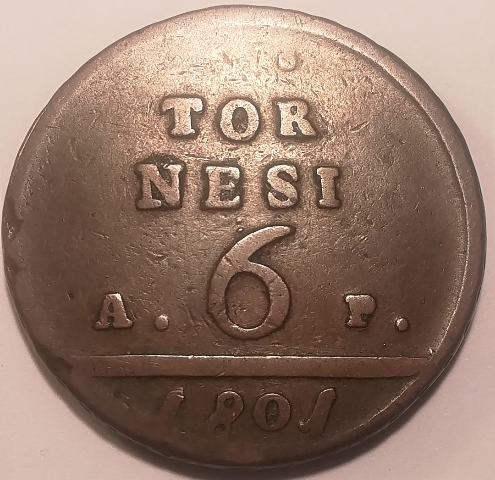 TOR
NESI
6
A. P.
1801